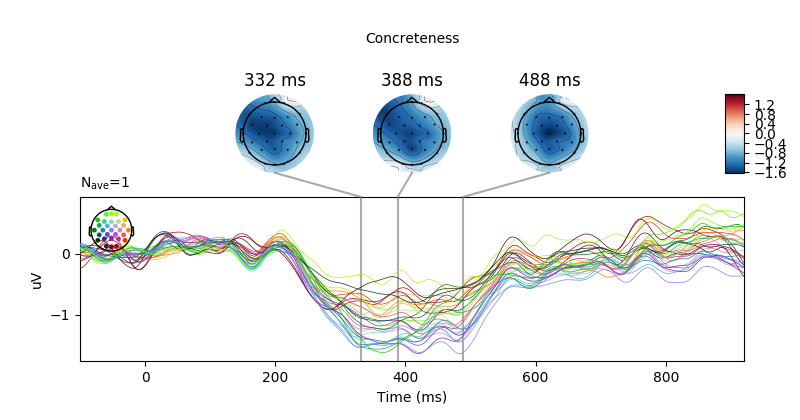 Concreteness
332 ms
388 ms
488 ms
1.2
0.8
0.4
0.0
−0.4
−0.8
−1.2
−1.6
Nave=1
0
−1
uV
0
200
400
600
800
Time (ms)